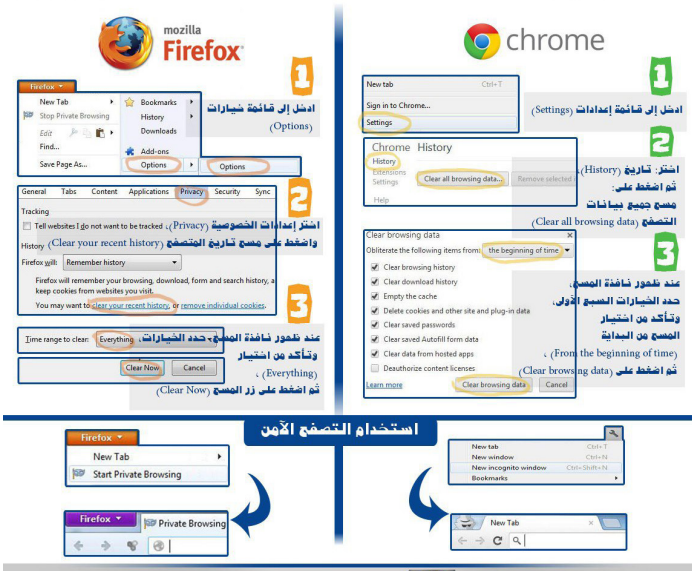 mozilla
Firefox
1
Firefox
New Tab
Stop Private Browsing
Edit
Find...
Save Page As...
Bookmarks
History
Downloads
Add-ons
Options
Options
ادخل إلى قائمة خيارات
(Options)
General Tabs Content Applications Privacy Security Sync
2
Tracking
Tell websites I do not want to be tracked
اختر إعدادات الخصوصية (Privacy)،
واضغط على مسح تاريخ المتصفح (Clear your recent history)
History
Firefox will: Remember history
Firefox will remember your browsing, download, form and search history, a
keep cookies from websites you visit.
You may want to clear your recent history, or remove individual cookies.
3
Time range to clear: Everything
Clear Now Cancel
عند ظهور نافذة المسح، حدد الخيارات،
وتأكد من اختيار
(Everything) ،
ثم اضغط على زر المسح (Clear Now)
chrome
1
New tab Ctrl+T
Sign in to Chrome...
Settings
ادخل إلى قائمة إعدادات (Settings)
2
Chrome History
History
Extensions
Settings
Help
Clear all browsing data... Remove selected i
اختر: تاريخ (History)،
ثم اضغط على:
مسح جميع بيانات
التصفح (Clear all browsing data)
3
Clear browsing data ×
Obliterate the following items from: the beginning of time
Clear browsing history
Clear download history
Empty the cache
Delete cookies and other site and plug-in data
Clear saved passwords
Clear saved Autofill form data
Clear data from hosted apps
Deauthorize content licenses
Learn more Clear browsing data Cancel
عند ظهور نافذة المسح،
حدد الخيارات السبع الأولى،
وتأكد من اختيار
المسح من البداية
(From the beginning of time) ،
ثم اضغط على (Clear browsing data)
استخدام التصفح الآمن
Firefox
New Tab
Start Private Browsing
Firefox
Private Browsing
New tab Ctrl+T
New window Ctrl+N
New incognito window Ctrl+Shift+N
Bookmarks
New Tab ×